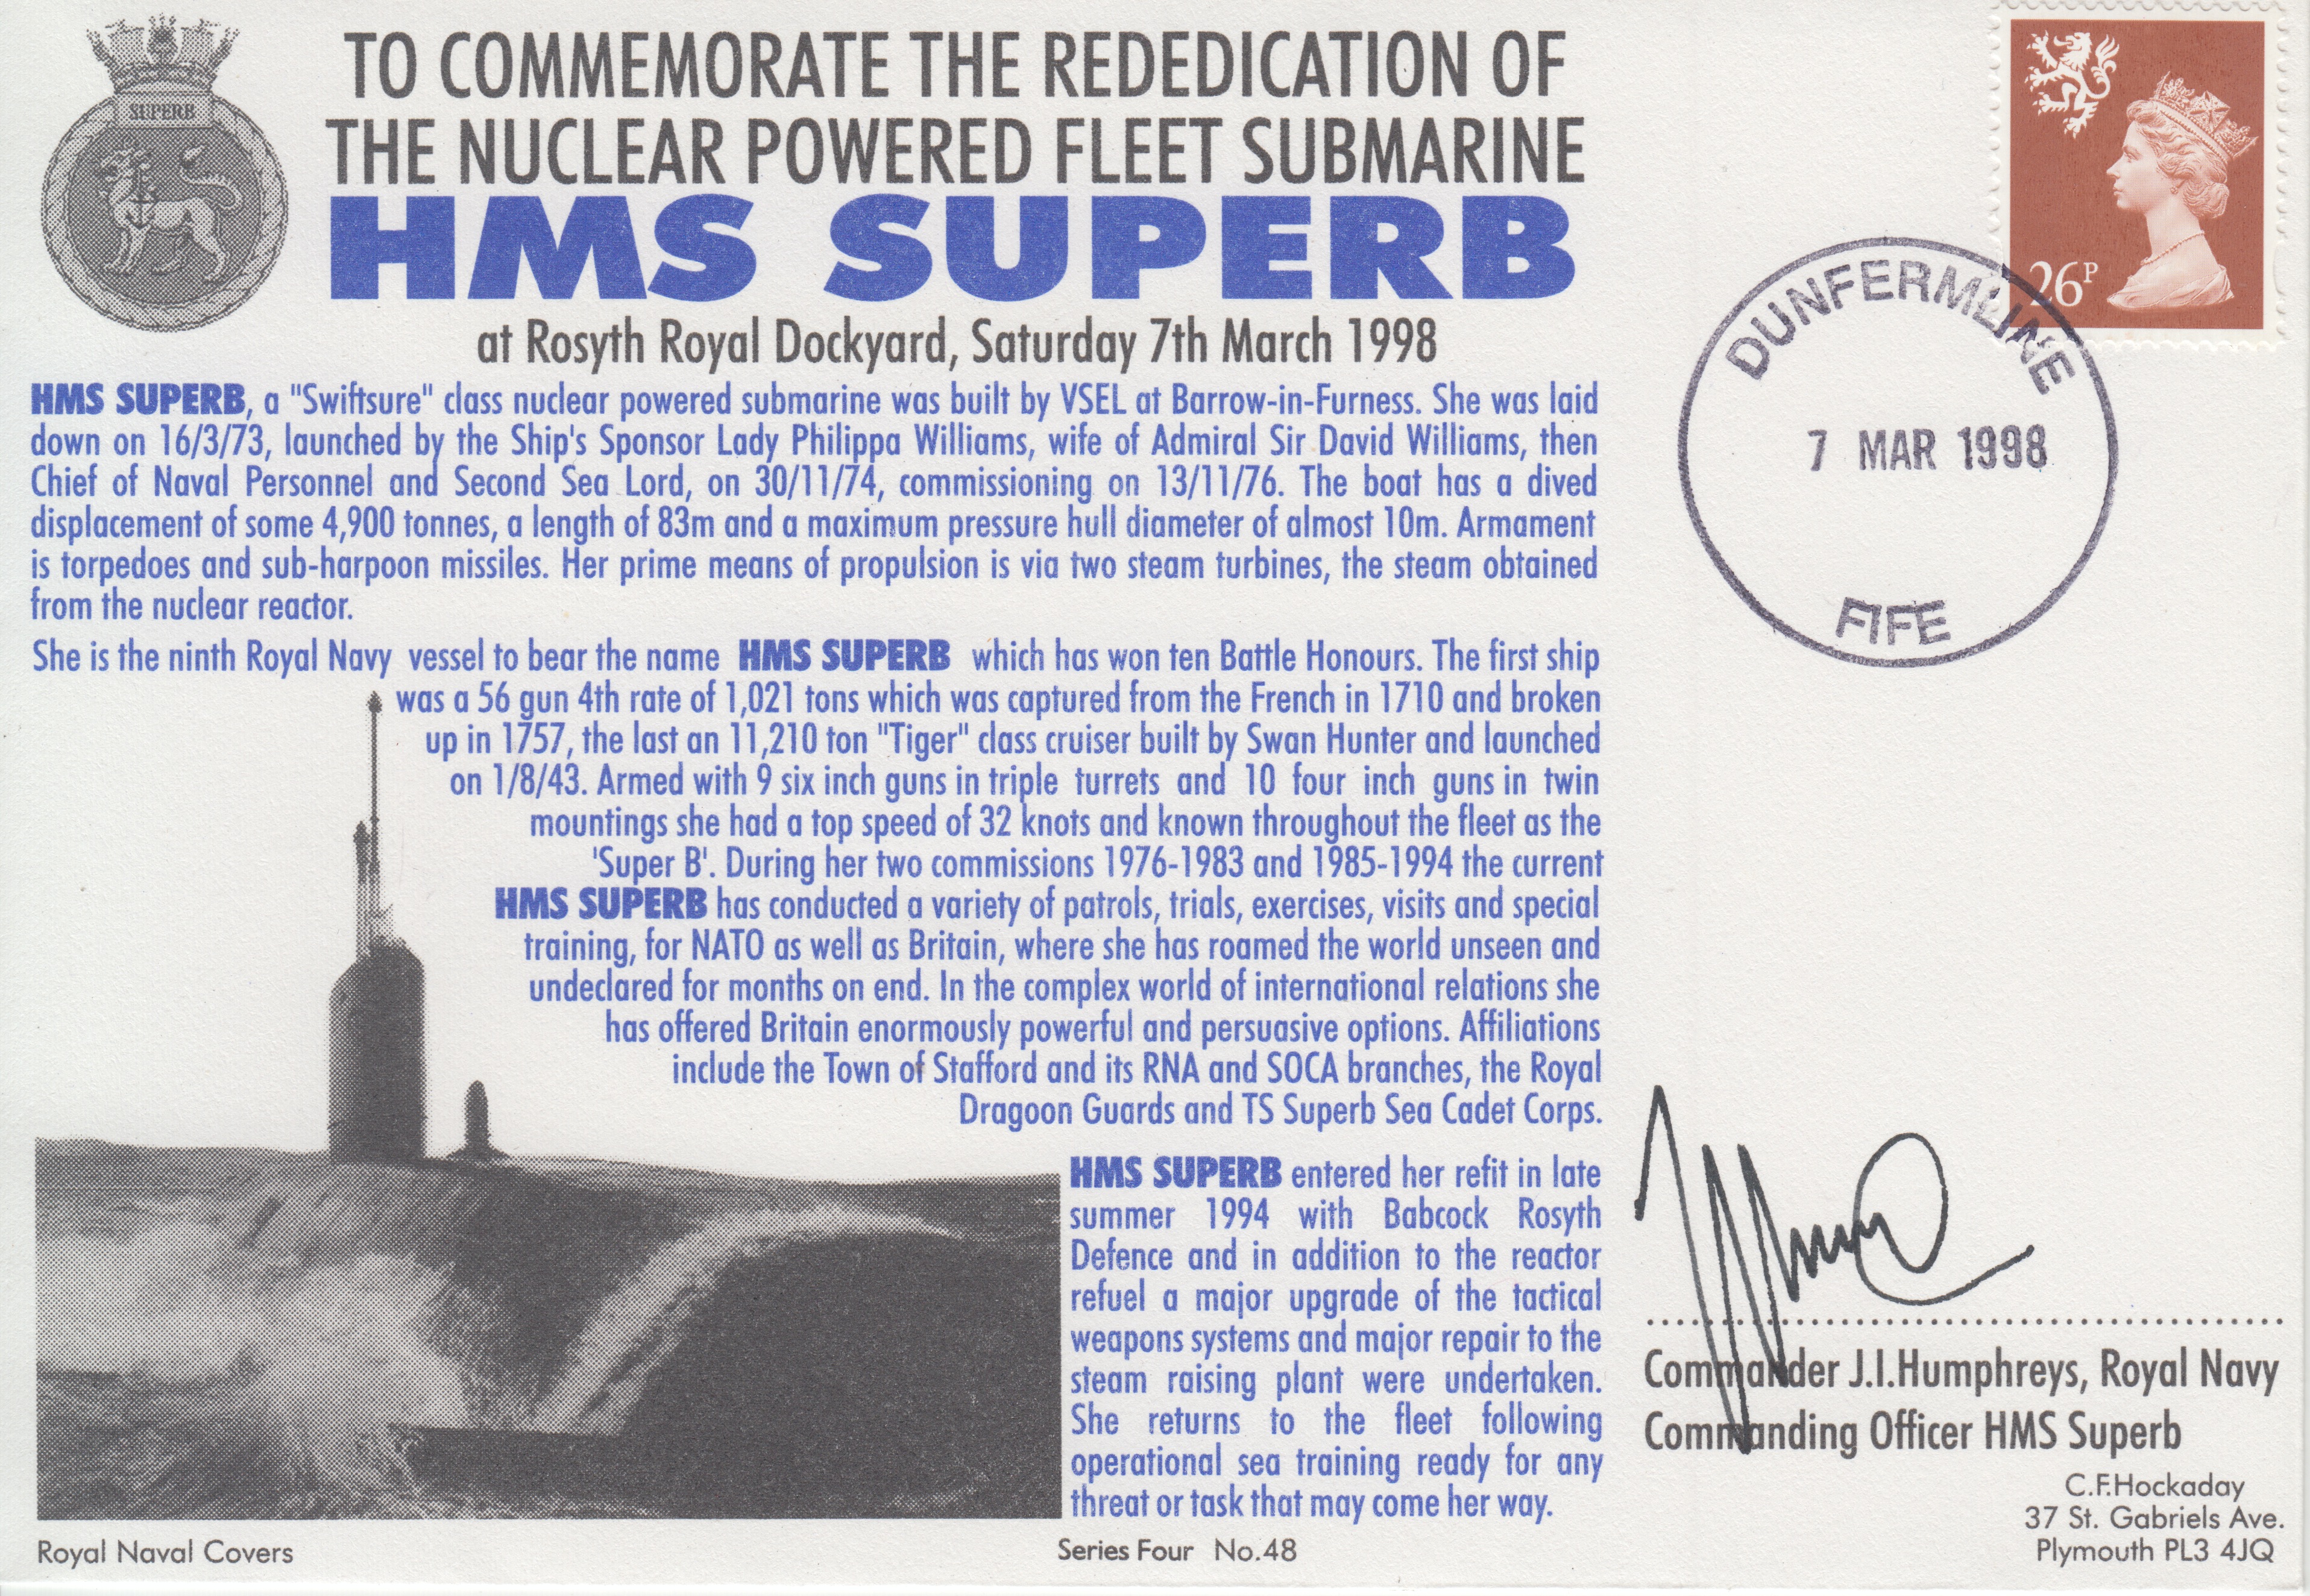 SUPERB
TO COMMEMORATE THE REDEDICATION OF
THE NUCLEAR POWERED FLEET SUBMARINE
HMS SUPERB
at Rosyth Royal Dockyard, Saturday 7th March 1998
26P
DUNFERMLINE
7 MAR 1998
FIFE
HMS SUPERB, a "Swiftsure" class nuclear powered submarine was built by VSEL at Barrow-in-Furness. She was laid
down on 16/3/73, launched by the Ship's Sponsor Lady Philippa Williams, wife of Admiral Sir David Williams, then
Chief of Naval Personnel and Second Sea Lord, on 30/11/74, commissioning on 13/11/76. The boat has a dived
displacement of some 4,900 tonnes, a length of 83m and a maximum pressure hull diameter of almost 10m. Armament
is torpedoes and sub-harpoon missiles. Her prime means of propulsion is via two steam turbines, the steam obtained
from the nuclear reactor.
She is the ninth Royal Navy vessel to bear the name HMS SUPERB which has won ten Battle Honours. The first ship
was a 56 gun 4th rate of 1,021 tons which was captured from the French in 1710 and broken
up in 1757, the last an 11,210 ton "Tiger" class cruiser built by Swan Hunter and launched
on 1/8/43. Armed with 9 six inch guns in triple turrets and 10 four inch guns in twin
mountings she had a top speed of 32 knots and known throughout the fleet as the
'Super B'. During her two commissions 1976-1983 and 1985-1994 the current
HMS SUPERB has conducted a variety of patrols, trials, exercises, visits and special
training, for NATO as well as Britain, where she has roamed the world unseen and
undeclared for months on end. In the complex world of international relations she
has offered Britain enormously powerful and persuasive options. Affiliations
include the Town of Stafford and its RNA and SOCA branches, the Royal
Dragoon Guards and TS Superb Sea Cadet Corps.
HMS SUPERB entered her refit in late
summer 1994 with Babcock Rosyth
Defence and in addition to the reactor
refuel a major upgrade of the tactical
weapons systems and major repair to the
steam raising plant were undertaken.
She returns to the fleet following
operational sea training ready for any
threat or task that may come her way.
Commander J.I.Humphreys, Royal Navy
Commanding Officer HMS Superb
C.F.Hockaday
37 St. Gabriels Ave.
Plymouth PL3 4JQ
Royal Naval Covers
Series Four No.48